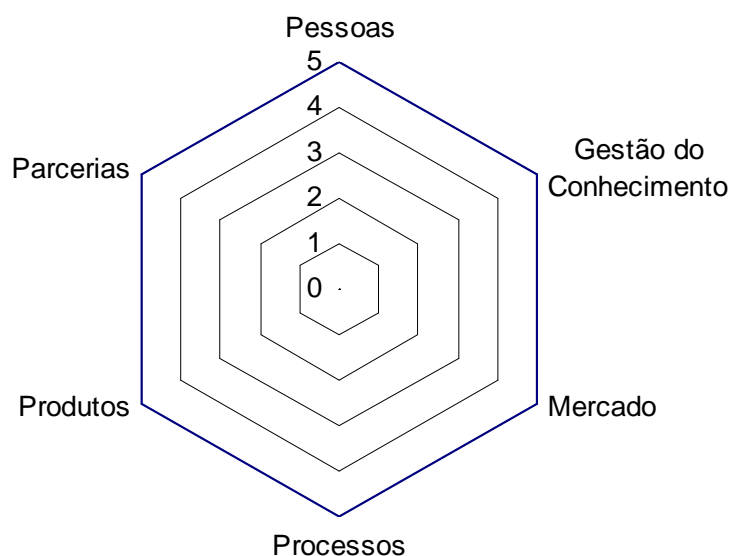 Pessoas
5
4
3
2
1
0
Gestão do
Conhecimento
Parcerias
Produtos
Mercado
Processos